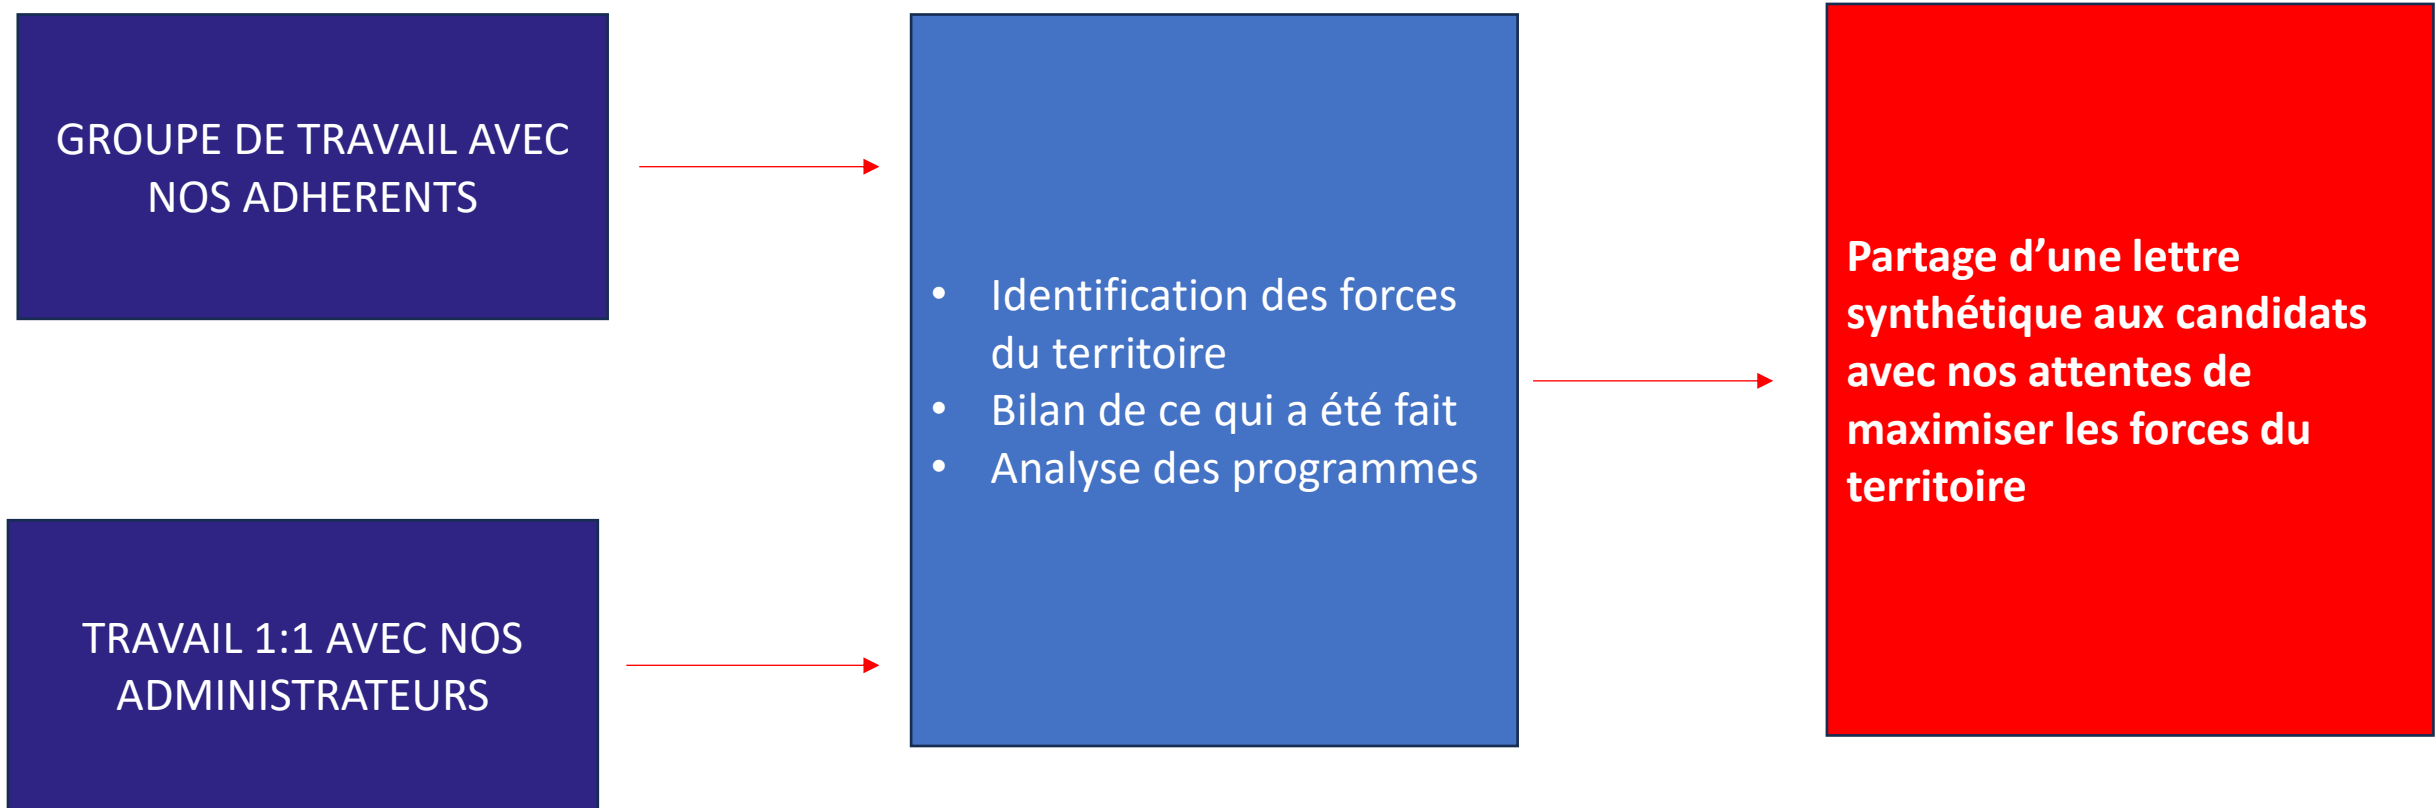 GROUPE DE TRAVAIL AVEC
NOS ADHERENTS
TRAVAIL 1:1 AVEC NOS
ADMINISTRATEURS
• Identification des forces
du territoire
• Bilan de ce qui a été fait
• Analyse des programmes
Partage d’une lettre
synthétique aux candidats
avec nos attentes de
maximiser les forces du
territoire